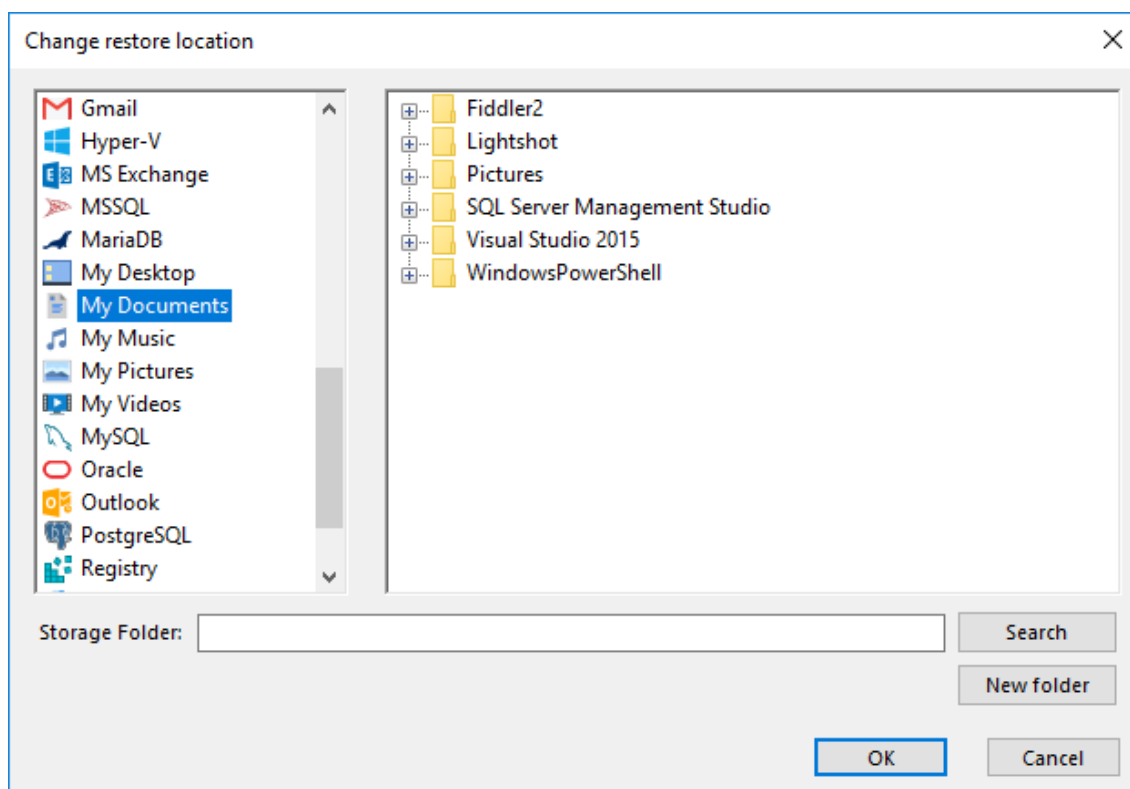 Change restore location
Gmail
Hyper-V
MS Exchange
MSSQL
MariaDB
My Desktop
My Documents
My Music
My Pictures
My Videos
MySQL
Oracle
Outlook
PostgreSQL
Registry
Fiddler2
Lightshot
Pictures
SQL Server Management Studio
Visual Studio 2015
WindowsPowerShell
Storage Folder:
Search
New folder
OK
Cancel